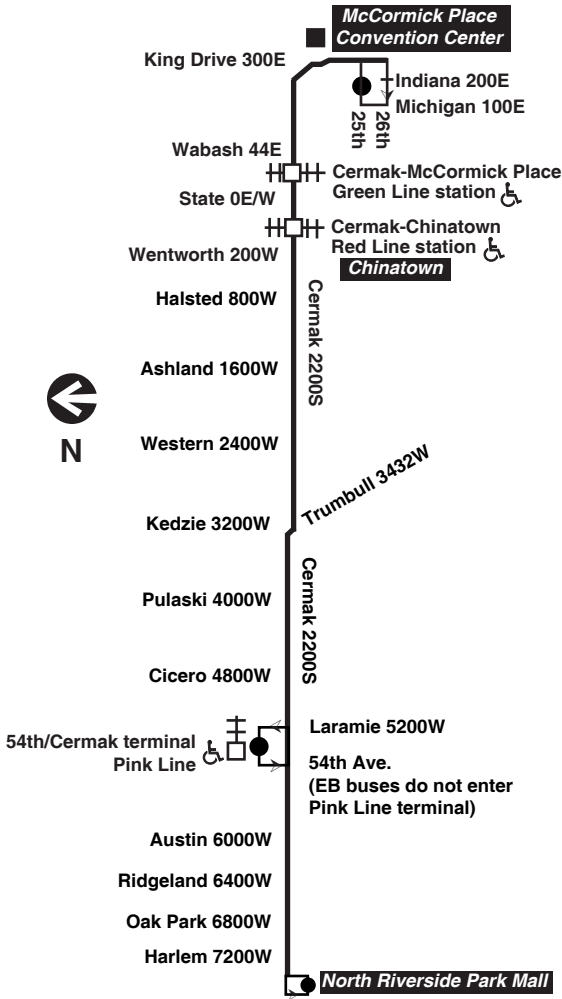 McCormick Place
Convention Center
King Drive 300E
Indiana 200E
Michigan 100E
25th
26th
Wabash 44E
Cermak-McCormick Place
Green Line station
State 0E/W
Cermak-Chinatown
Red Line station
Wentworth 200W
Chinatown
Halsted 800W
Cermak 2200S
Ashland 1600W
N
Western 2400W
Trumbull 3432W
Kedzie 3200W
Cermak 2200S
Pulaski 4000W
Cicero 4800W
Laramie 5200W
54th/Cermak terminal
Pink Line
54th Ave.
(EB buses do not enter
Pink Line terminal)
Austin 6000W
Ridgeland 6400W
Oak Park 6800W
Harlem 7200W
North Riverside Park Mall